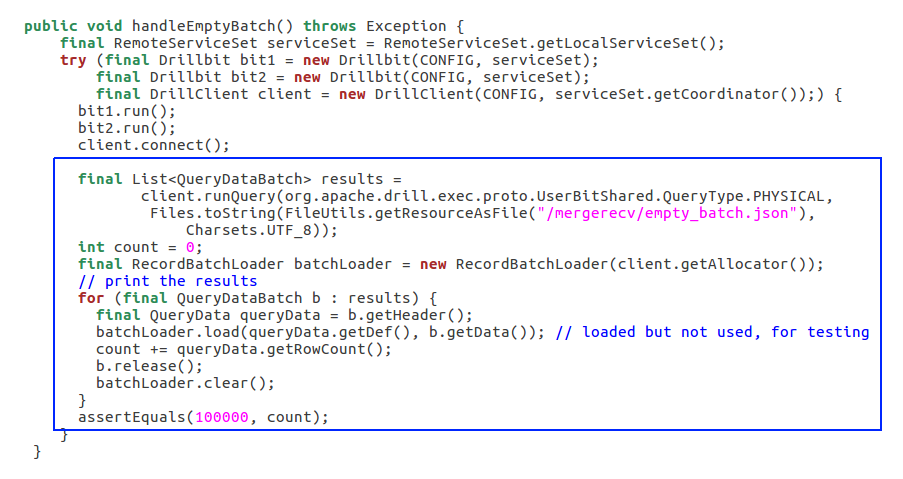 public void handleEmptyBatch() throws Exception {
    final RemoteServiceSet serviceSet = RemoteServiceSet.getLocalServiceSet();
    try (final Drillbit bit1 = new Drillbit(CONFIG, serviceSet);
        final Drillbit bit2 = new Drillbit(CONFIG, serviceSet);
        final DrillClient client = new DrillClient(CONFIG, serviceSet.getCoordinator());) {
      bit1.run();
      bit2.run();
      client.connect();
      final List<QueryDataBatch> results =
             client.runQuery(org.apache.drill.exec.proto.UserBitShared.QueryType.PHYSICAL,
              Files.toString(FileUtils.getResourceAsFile("/mergerecv/empty_batch.json"),
                  Charsets.UTF_8));
      int count = 0;
      final RecordBatchLoader batchLoader = new RecordBatchLoader(client.getAllocator());
      // print the results
      for (final QueryDataBatch b : results) {
        final QueryData queryData = b.getHeader();
        batchLoader.load(queryData.getDef(), b.getData()); // loaded but not used, for testing
        count += queryData.getRowCount();
        b.release();
        batchLoader.clear();
      }
      assertEquals(100000, count);
    }
 }